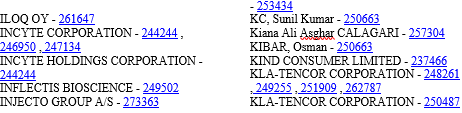 ILOQ OY - 261647
INCYTE CORPORATION - 244244 ,
246950 , 247134
INCYTE HOLDINGS CORPORATION -
244244
INFLECTIS BIOSCIENCE - 249502
INJECTO GROUP A/S - 273363
- 253434
KC, Sunil Kumar - 250663
Kiana Ali Asghar CALAGARI - 257304
KIBAR, Osman - 250663
KIND CONSUMER LIMITED - 237466
KLA-TENCOR CORPORATION - 248261
, 249255 , 251909 , 262787
KLA-TENCOR CORPORATION - 250487